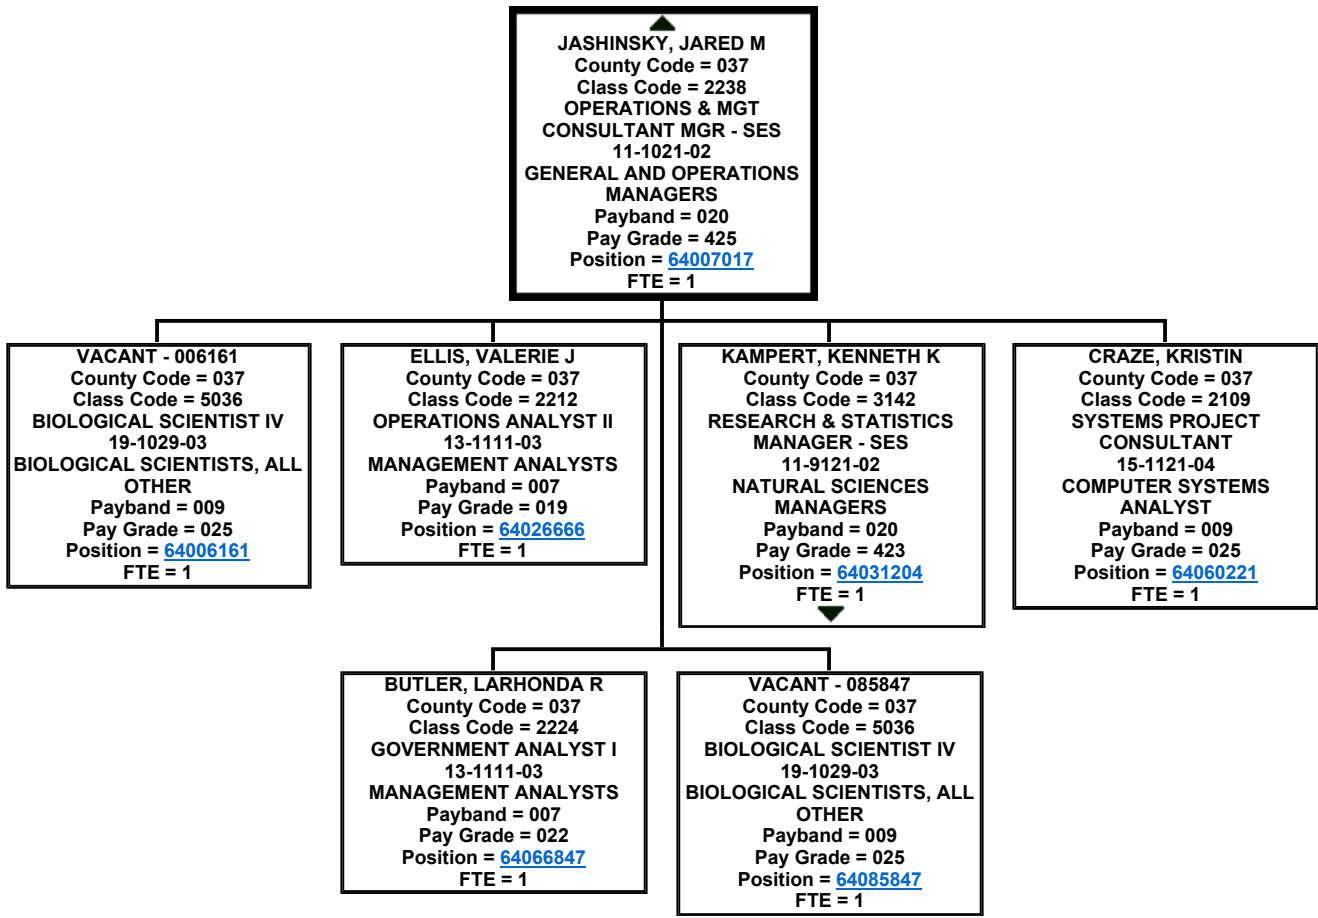 JASHINSKY, JARED M
County Code = 037
Class Code = 2238
OPERATIONS & MGT
CONSULTANT MGR - SES
11-1021-02
GENERAL AND OPERATIONS
MANAGERS
Payband = 020
Pay Grade = 425
Position = 64007017
FTE = 1
VACANT - 006161
County Code = 037
Class Code = 5036
BIOLOGICAL SCIENTIST IV
19-1029-03
BIOLOGICAL SCIENTISTS, ALL
OTHER
Payband = 009
Pay Grade = 025
Position = 64006161
FTE = 1
ELLIS, VALERIE J
County Code = 037
Class Code = 2212
OPERATIONS ANALYST II
13-1111-03
MANAGEMENT ANALYSTS
Payband = 007
Pay Grade = 019
Position = 64026666
FTE = 1
KAMPERT, KENNETH K
County Code = 037
Class Code = 3142
RESEARCH & STATISTICS
MANAGER - SES
11-9121-02
NATURAL SCIENCES
MANAGERS
Payband = 020
Pay Grade = 423
Position = 64031204
FTE = 1
CRAZE, KRISTIN
County Code = 037
Class Code = 2109
SYSTEMS PROJECT
CONSULTANT
15-1121-04
COMPUTER SYSTEMS
ANALYST
Payband = 009
Pay Grade = 025
Position = 64060221
FTE = 1
BUTLER, LARHONDA R
County Code = 037
Class Code = 2224
GOVERNMENT ANALYST I
13-1111-03
MANAGEMENT ANALYSTS
Payband = 007
Pay Grade = 022
Position = 64066847
FTE = 1
VACANT - 085847
County Code = 037
Class Code = 5036
BIOLOGICAL SCIENTIST IV
19-1029-03
BIOLOGICAL SCIENTISTS, ALL
OTHER
Payband = 009
Pay Grade = 025
Position = 64085847
FTE = 1